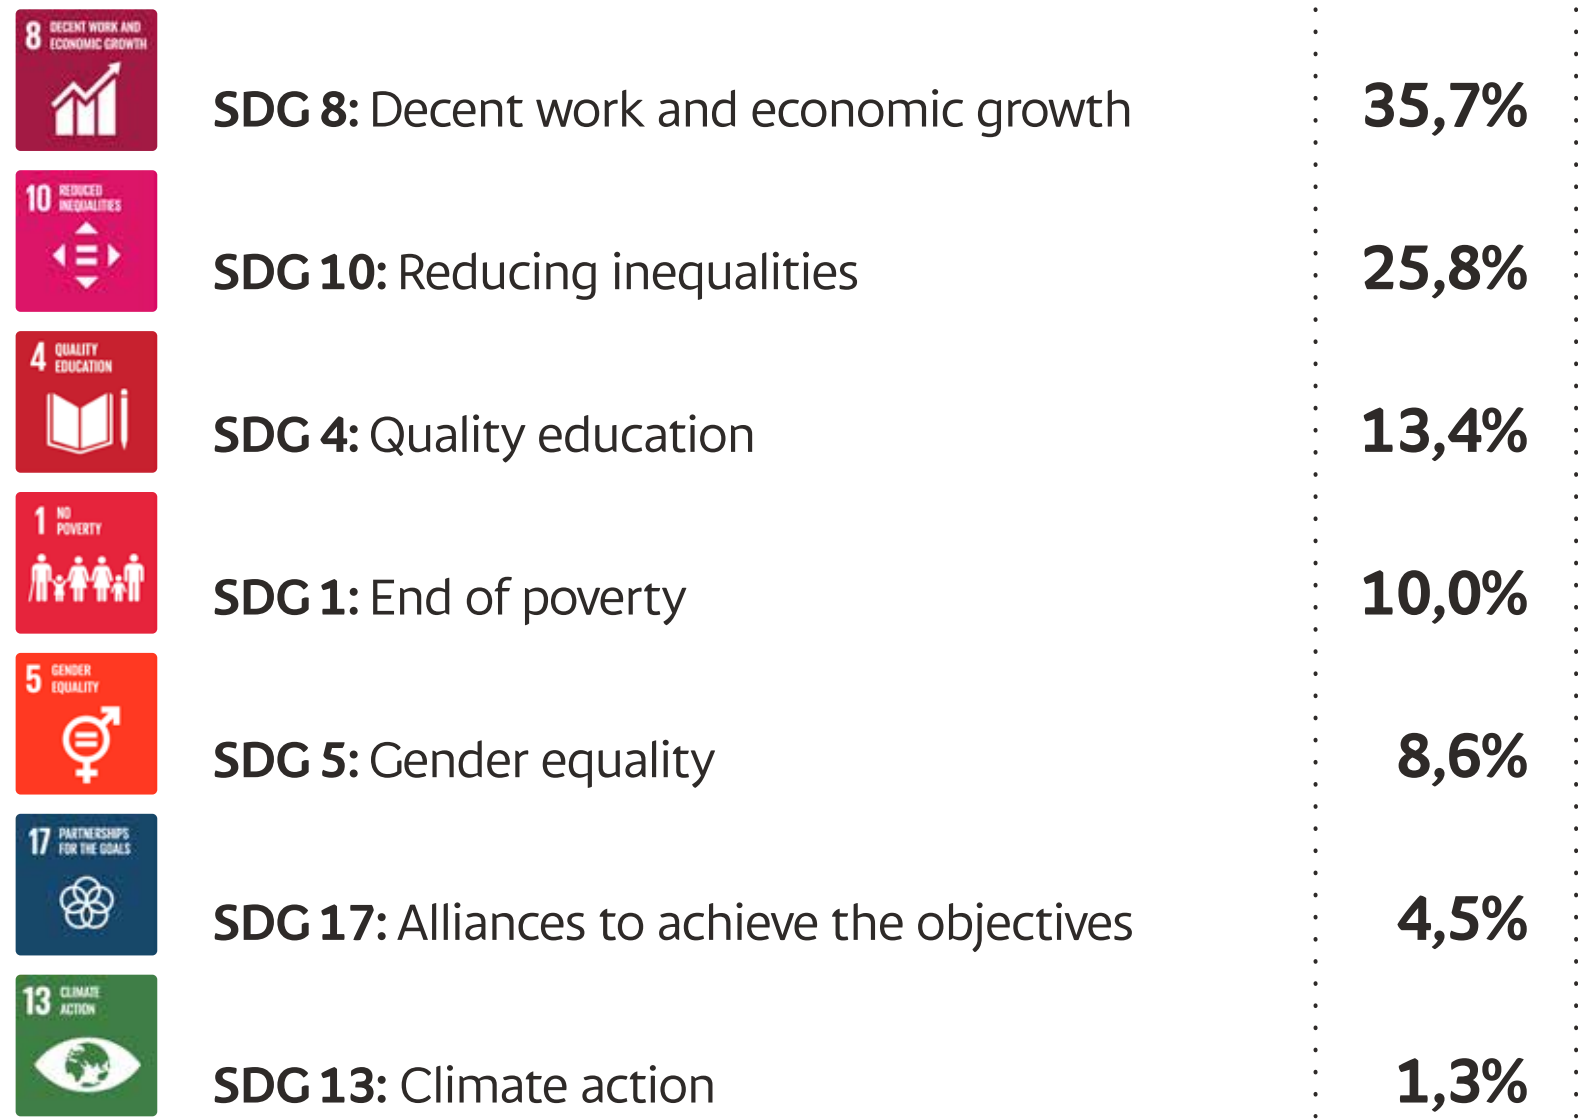 8 DECENT WORK AND
ECONOMIC GROWTH
SDG 8: Decent work and economic growth 35,7%
10 REDUCED
INEQUALITIES
SDG 10: Reducing inequalities 25,8%
4 QUALITY
EDUCATION
SDG 4: Quality education 13,4%
1 NO
POVERTY
SDG 1: End of poverty 10,0%
5 GENDER
EQUALITY
SDG 5: Gender equality 8,6%
17 PARTNERSHIPS
FOR THE GOALS
SDG 17: Alliances to achieve the objectives 4,5%
13 CLIMATE
ACTION
SDG 13: Climate action 1,3%